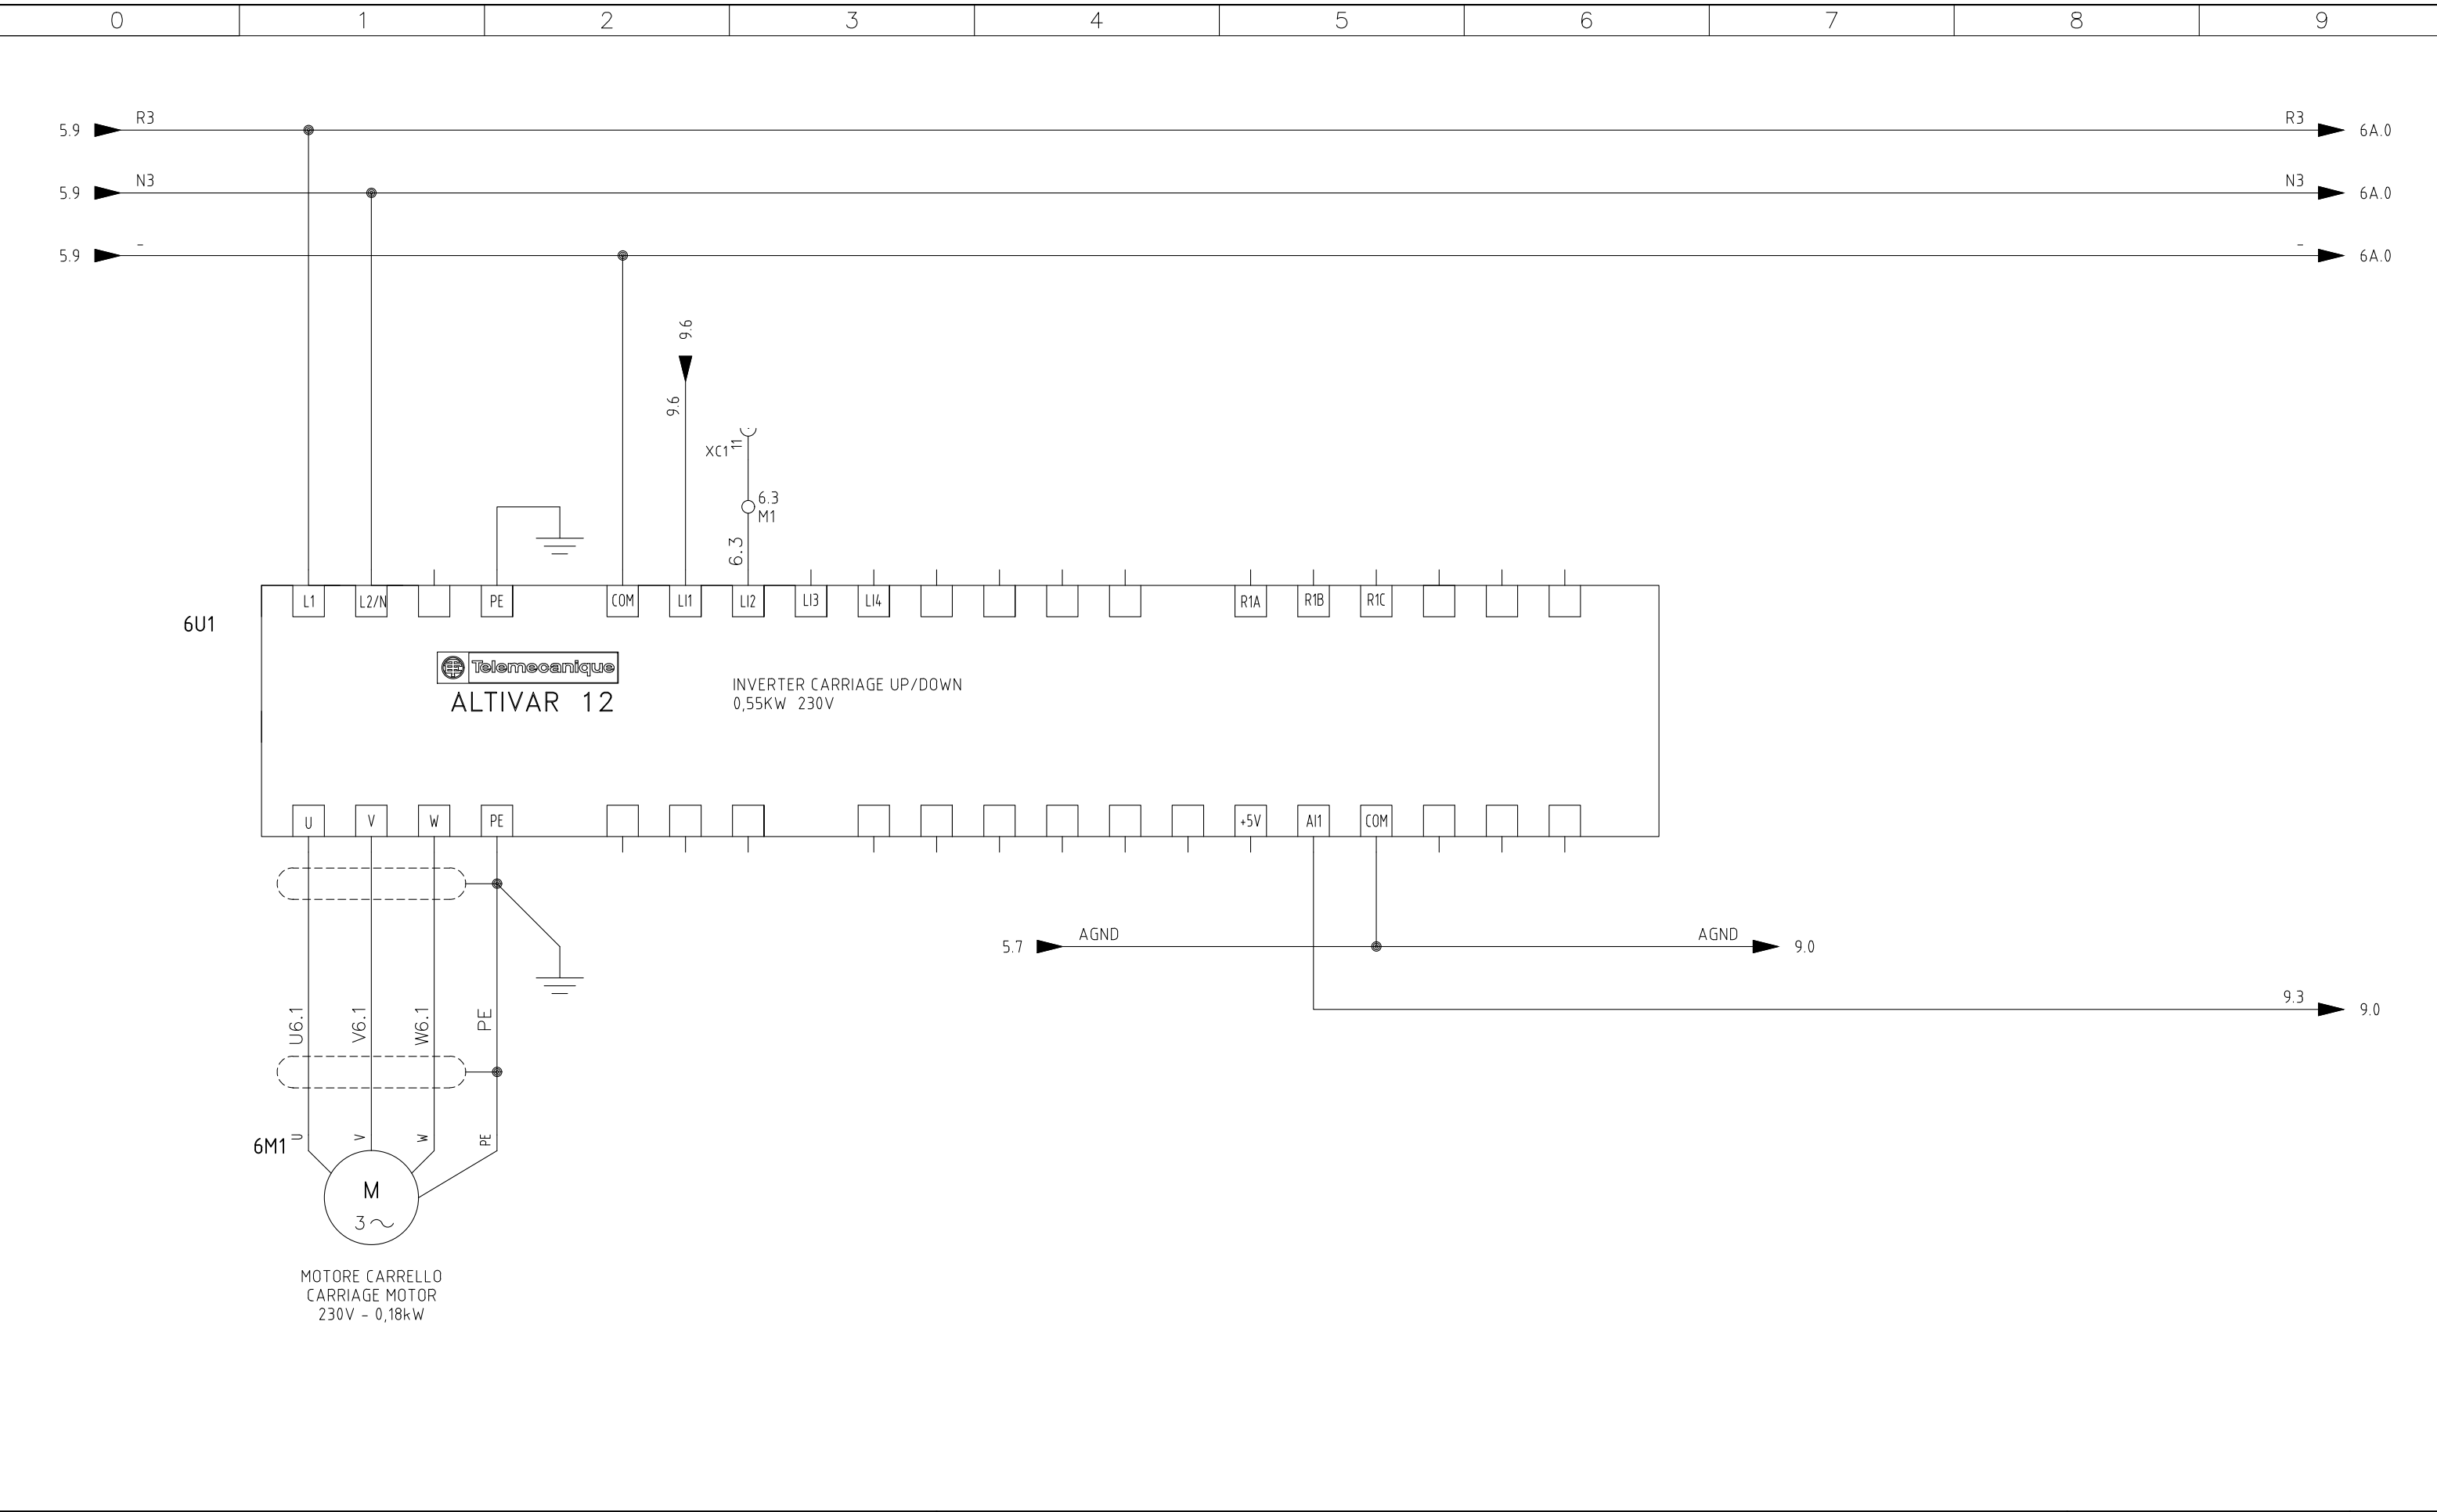 0 1 2 3 4 5 6 7 8 9
R3 R3
5.9 6A.0
N3 N3
5.9 6A.0
- -
5.9 6A.0
9.6
9.6
XC1 11
6.3
M1
6.3
L1 L2/N PE COM LI1 LI2 LI3 LI4 R1A R1B R1C
6U1
Telemecanique
ALTIVAR 12
INVERTER CARRIAGE UP/DOWN
0,55KW 230V
U V W PE +5V AI1 COM
AGND AGND
5.7 9.0
9.3
9.0
U6.1 V6.1 W6.1 PE
6M1 U V W PE
M
3~
MOTORE CARRELLO
CARRIAGE MOTOR
230V - 0,18kW